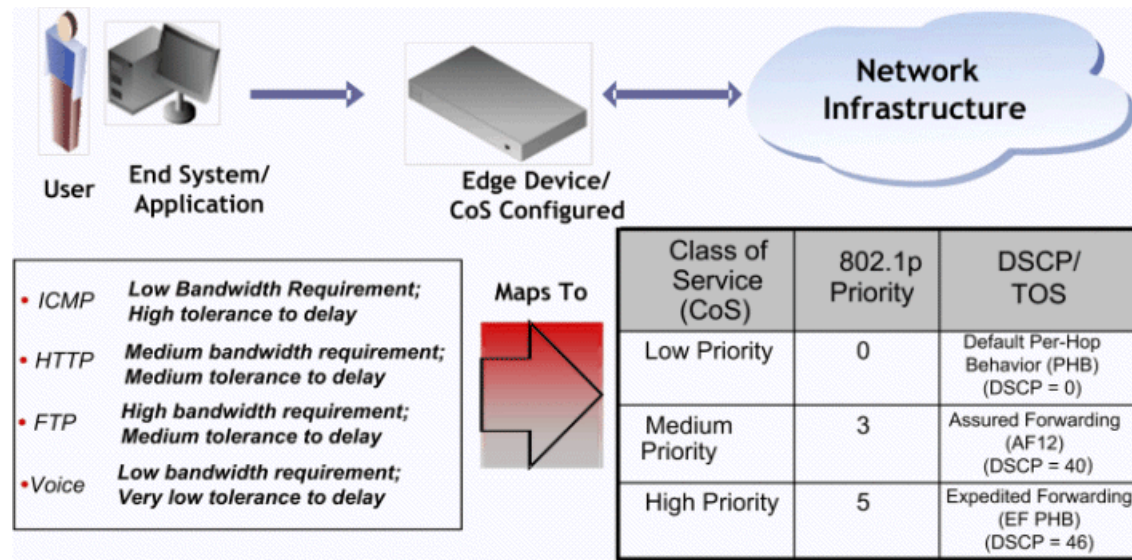 Network
Infrastructure
User
End System/
Application
Edge Device/
CoS Configured
• ICMP Low Bandwidth Requirement;
High tolerance to delay
• HTTP Medium bandwidth requirement;
Medium tolerance to delay
• FTP High bandwidth requirement;
Medium tolerance to delay
•Voice Low bandwidth requirement;
Very low tolerance to delay
Maps To
Class of
Service
(CoS)
802.1p
Priority
DSCP/
TOS
Low Priority
0
Default Per-Hop
Behavior (PHB)
(DSCP = 0)
Medium
Priority
3
Assured Forwarding
(AF12)
(DSCP = 40)
High Priority
5
Expedited Forwarding
(EF PHB)
(DSCP = 46)